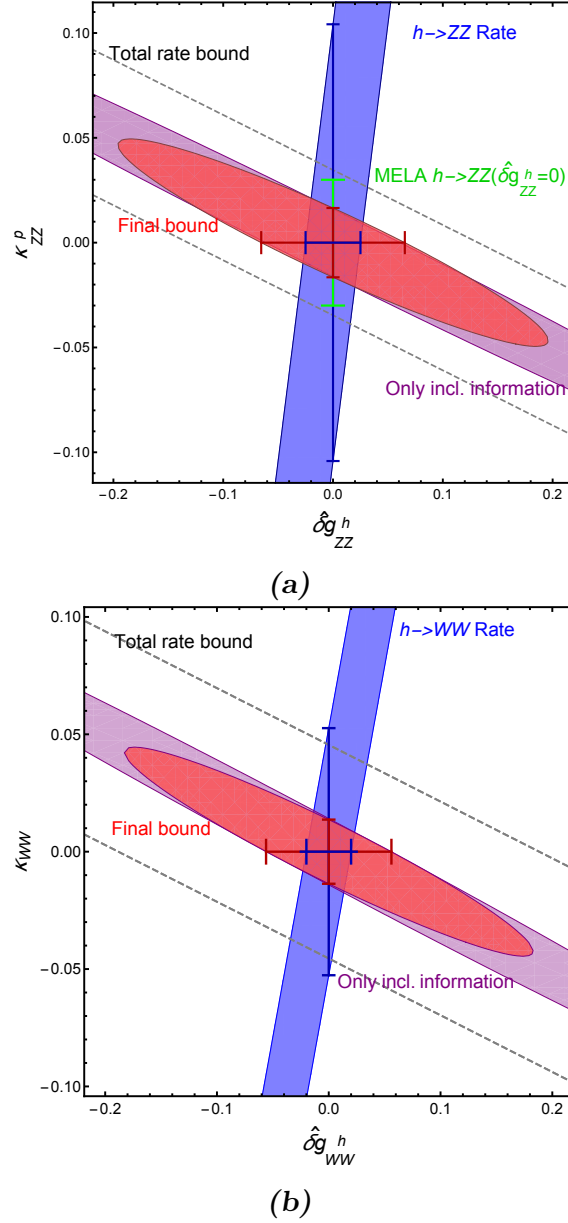 0.10
Total rate bound
h->ZZ Rate
0.05
MELA h->ZZ(δ̂g^h_ZZ=0)
κ^p_ZZ
0.00
Final bound
−0.05
Only incl. information
−0.10
−0.2 −0.1 0.0 0.1 0.2
δ̂g^h_ZZ
(a)
0.10
Total rate bound
h->WW Rate
0.05
κ_WW
Final bound
0.00
−0.05
Only incl. information
−0.10
−0.2 −0.1 0.0 0.1 0.2
δ̂g^h_WW
(b)